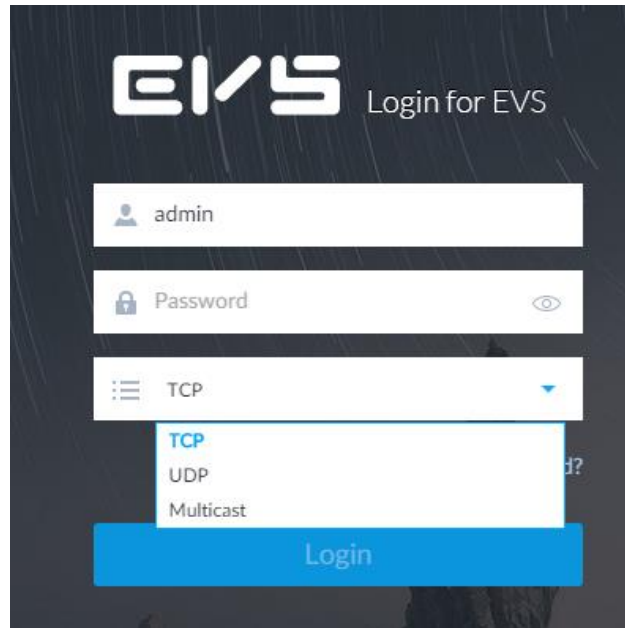 EVS Login for EVS
admin
Password
TCP
TCP
UDP
Multicast
d?
Login